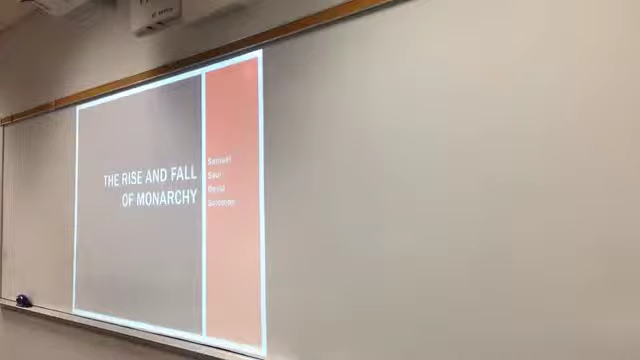 THE RISE AND FALL
OF MONARCHY
Samuel
Saul
David
Solomon